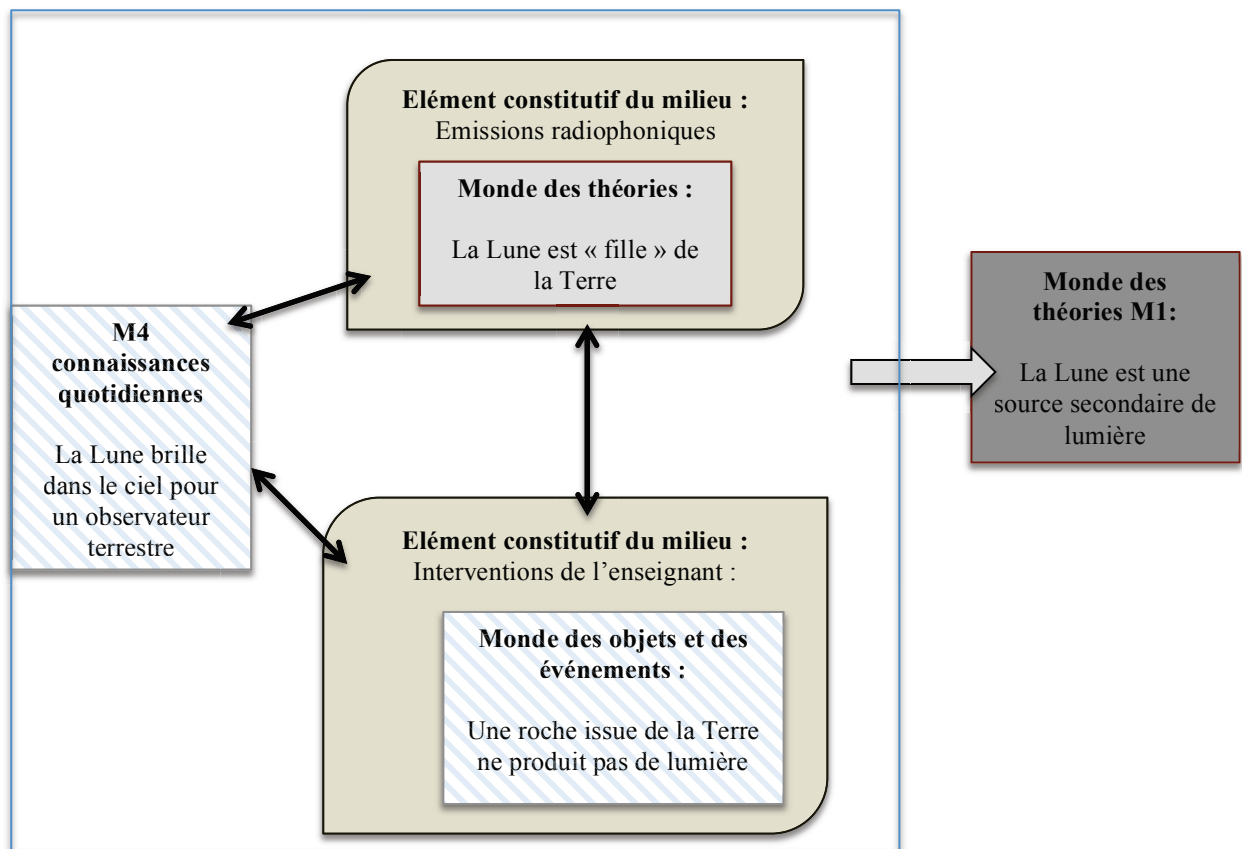 Elément constitutif du milieu :
Emissions radiophoniques
Monde des théories :
La Lune est « fille » de
la Terre
Monde des
théories M1:
La Lune est une
source secondaire de
lumière
M4
connaissances
quotidiennes
La Lune brille
dans le ciel pour
un observateur
terrestre
Elément constitutif du milieu :
Interventions de l’enseignant :
Monde des objets et des
événements :
Une roche issue de la Terre
ne produit pas de lumière